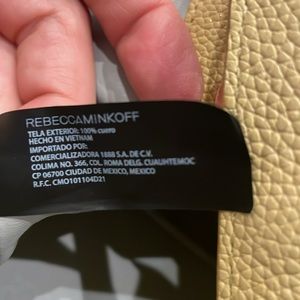 REBECCAMINKOFF
TELA EXTERIOR: 100% cuero
HECHO EN VIETNAM
IMPORTADO POR:
COMERCIALIZADORA 1888 S.A. DE C.V.
COLIMA NO. 366, COL. ROMA DELG. CUAUHTEMOC
CP 06700 CIUDAD DE MEXICO, MEXICO
R.F.C. CMO101104D21